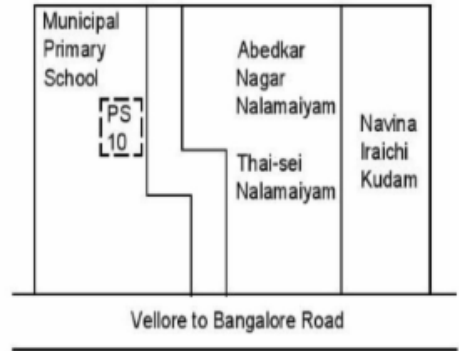 Municipal
Primary
School
PS
10
Abedkar
Nagar
Nalamaiyam
Thai-sei
Nalamaiyam
Navina
Iraichi
Kudam
Vellore to Bangalore Road